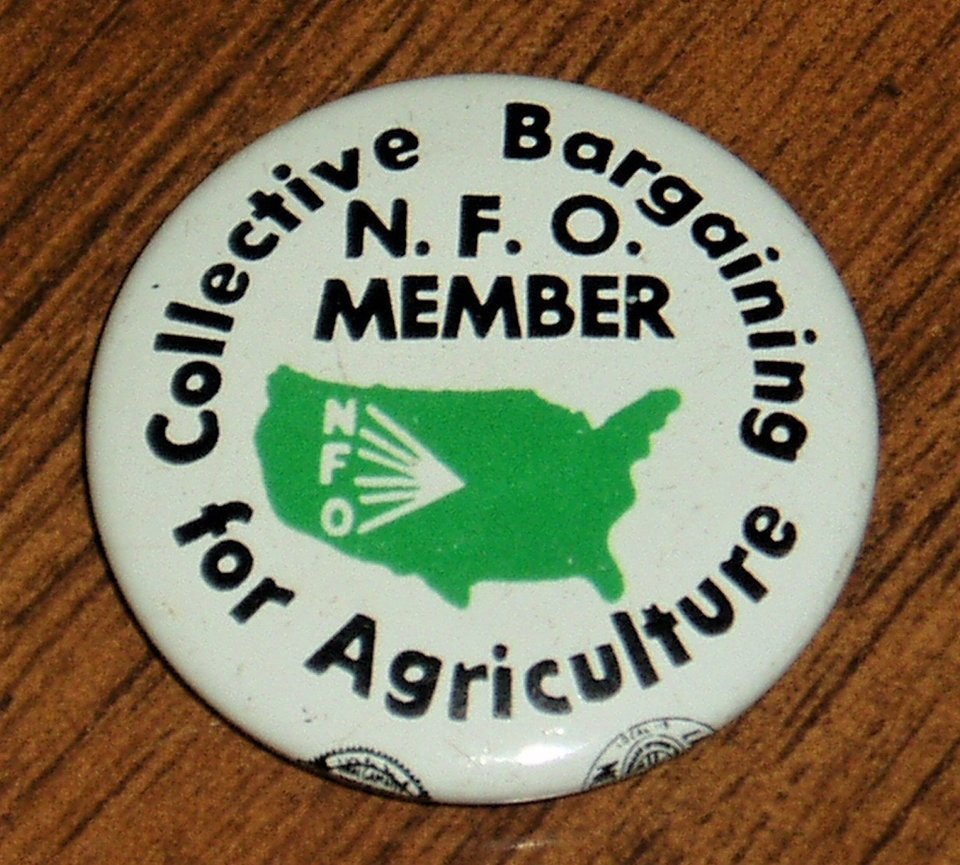 Collective Bargaining
N. F. O.
MEMBER
N
F
O
for Agriculture